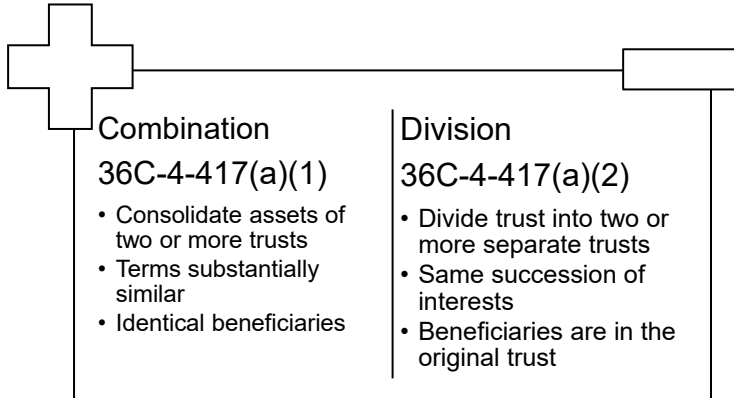 Combination
36C-4-417(a)(1)
• Consolidate assets of
two or more trusts
• Terms substantially
similar
• Identical beneficiaries
Division
36C-4-417(a)(2)
• Divide trust into two or
more separate trusts
• Same succession of
interests
• Beneficiaries are in the
original trust